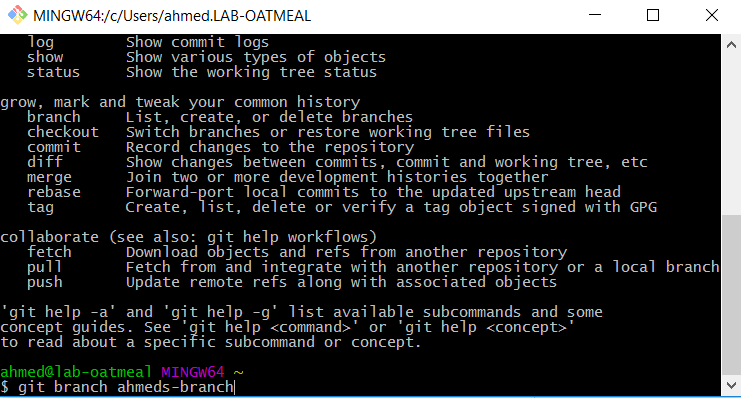 MINGW64:/c/Users/ahmed.LAB-OATMEAL
log        Show commit logs
show       Show various types of objects
status     Show the working tree status
grow, mark and tweak your common history
branch     List, create, or delete branches
checkout   Switch branches or restore working tree files
commit     Record changes to the repository
diff       Show changes between commits, commit and working tree, etc
merge      Join two or more development histories together
rebase     Forward-port local commits to the updated upstream head
tag        Create, list, delete or verify a tag object signed with GPG
collaborate (see also: git help workflows)
fetch      Download objects and refs from another repository
pull       Fetch from and integrate with another repository or a local branch
push       Update remote refs along with associated objects
'git help -a' and 'git help -g' list available subcommands and some
concept guides. See 'git help <command>' or 'git help <concept>'
to read about a specific subcommand or concept.
ahmed@lab-oatmeal MINGW64 ~
$ git branch ahmeds-branch